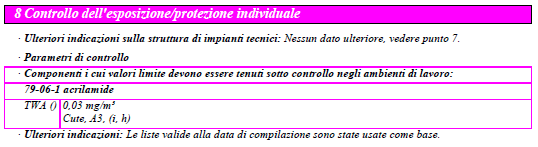 8 Controllo dell'esposizione/protezione individuale
· Ulteriori indicazioni sulla struttura di impianti tecnici: Nessun dato ulteriore, vedere punto 7.
· Parametri di controllo
· Componenti i cui valori limite devono essere tenuti sotto controllo negli ambienti di lavoro:
79-06-1 acrilamide
TWA () 0,03 mg/m³
Cute, A3, (i, h)
· Ulteriori indicazioni: Le liste valide alla data di compilazione sono state usate come base.